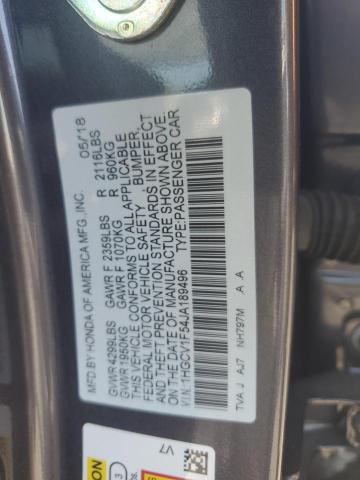 MFD.BY HONDA OF AMERICA MFG.,INC. 05/18
GVWR 4299LBS GAWR F 2359LBS R 2116LBS
GVWR 1950KG GAWR F 1070KG R 960KG
THIS VEHICLE CONFORMS TO ALL APPLICABLE
FEDERAL MOTOR VEHICLE SAFETY BUMPER,
AND THEFT PREVENTION STANDARDS IN EFFECT
ON THE DATE OF MANUFACTURE SHOWN ABOVE.
V.I.N.:1HGCV1F54JA189496 TYPE:PASSENGER CAR
TVA J AJ7 NH797M A A
V7
3